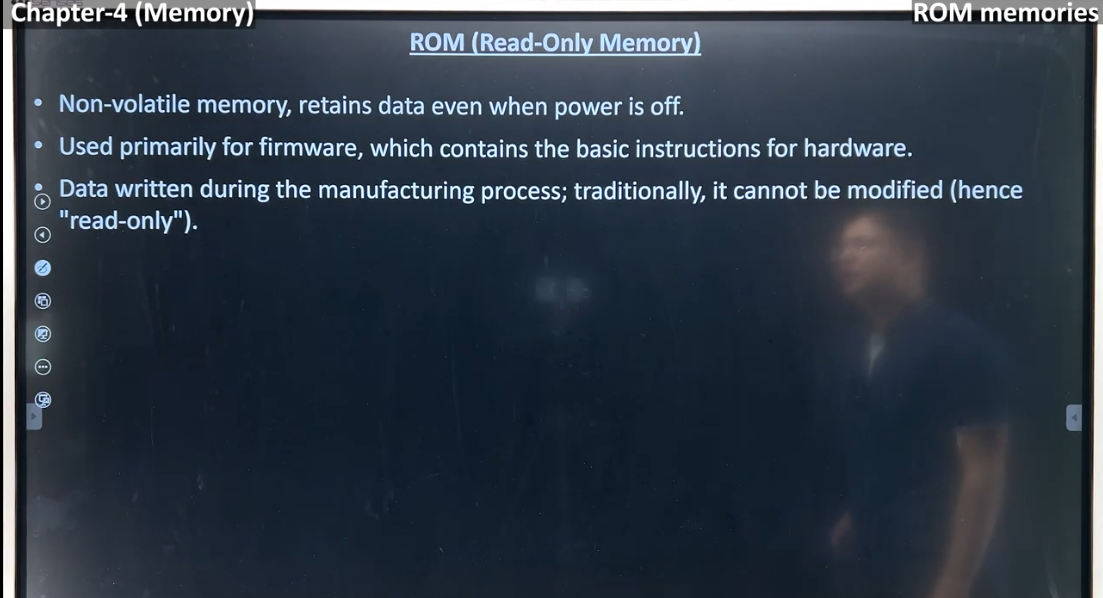 Chapter-4 (Memory)
ROM memories
ROM (Read-Only Memory)
• Non-volatile memory, retains data even when power is off.
• Used primarily for firmware, which contains the basic instructions for hardware.
• Data written during the manufacturing process; traditionally, it cannot be modified (hence
"read-only").